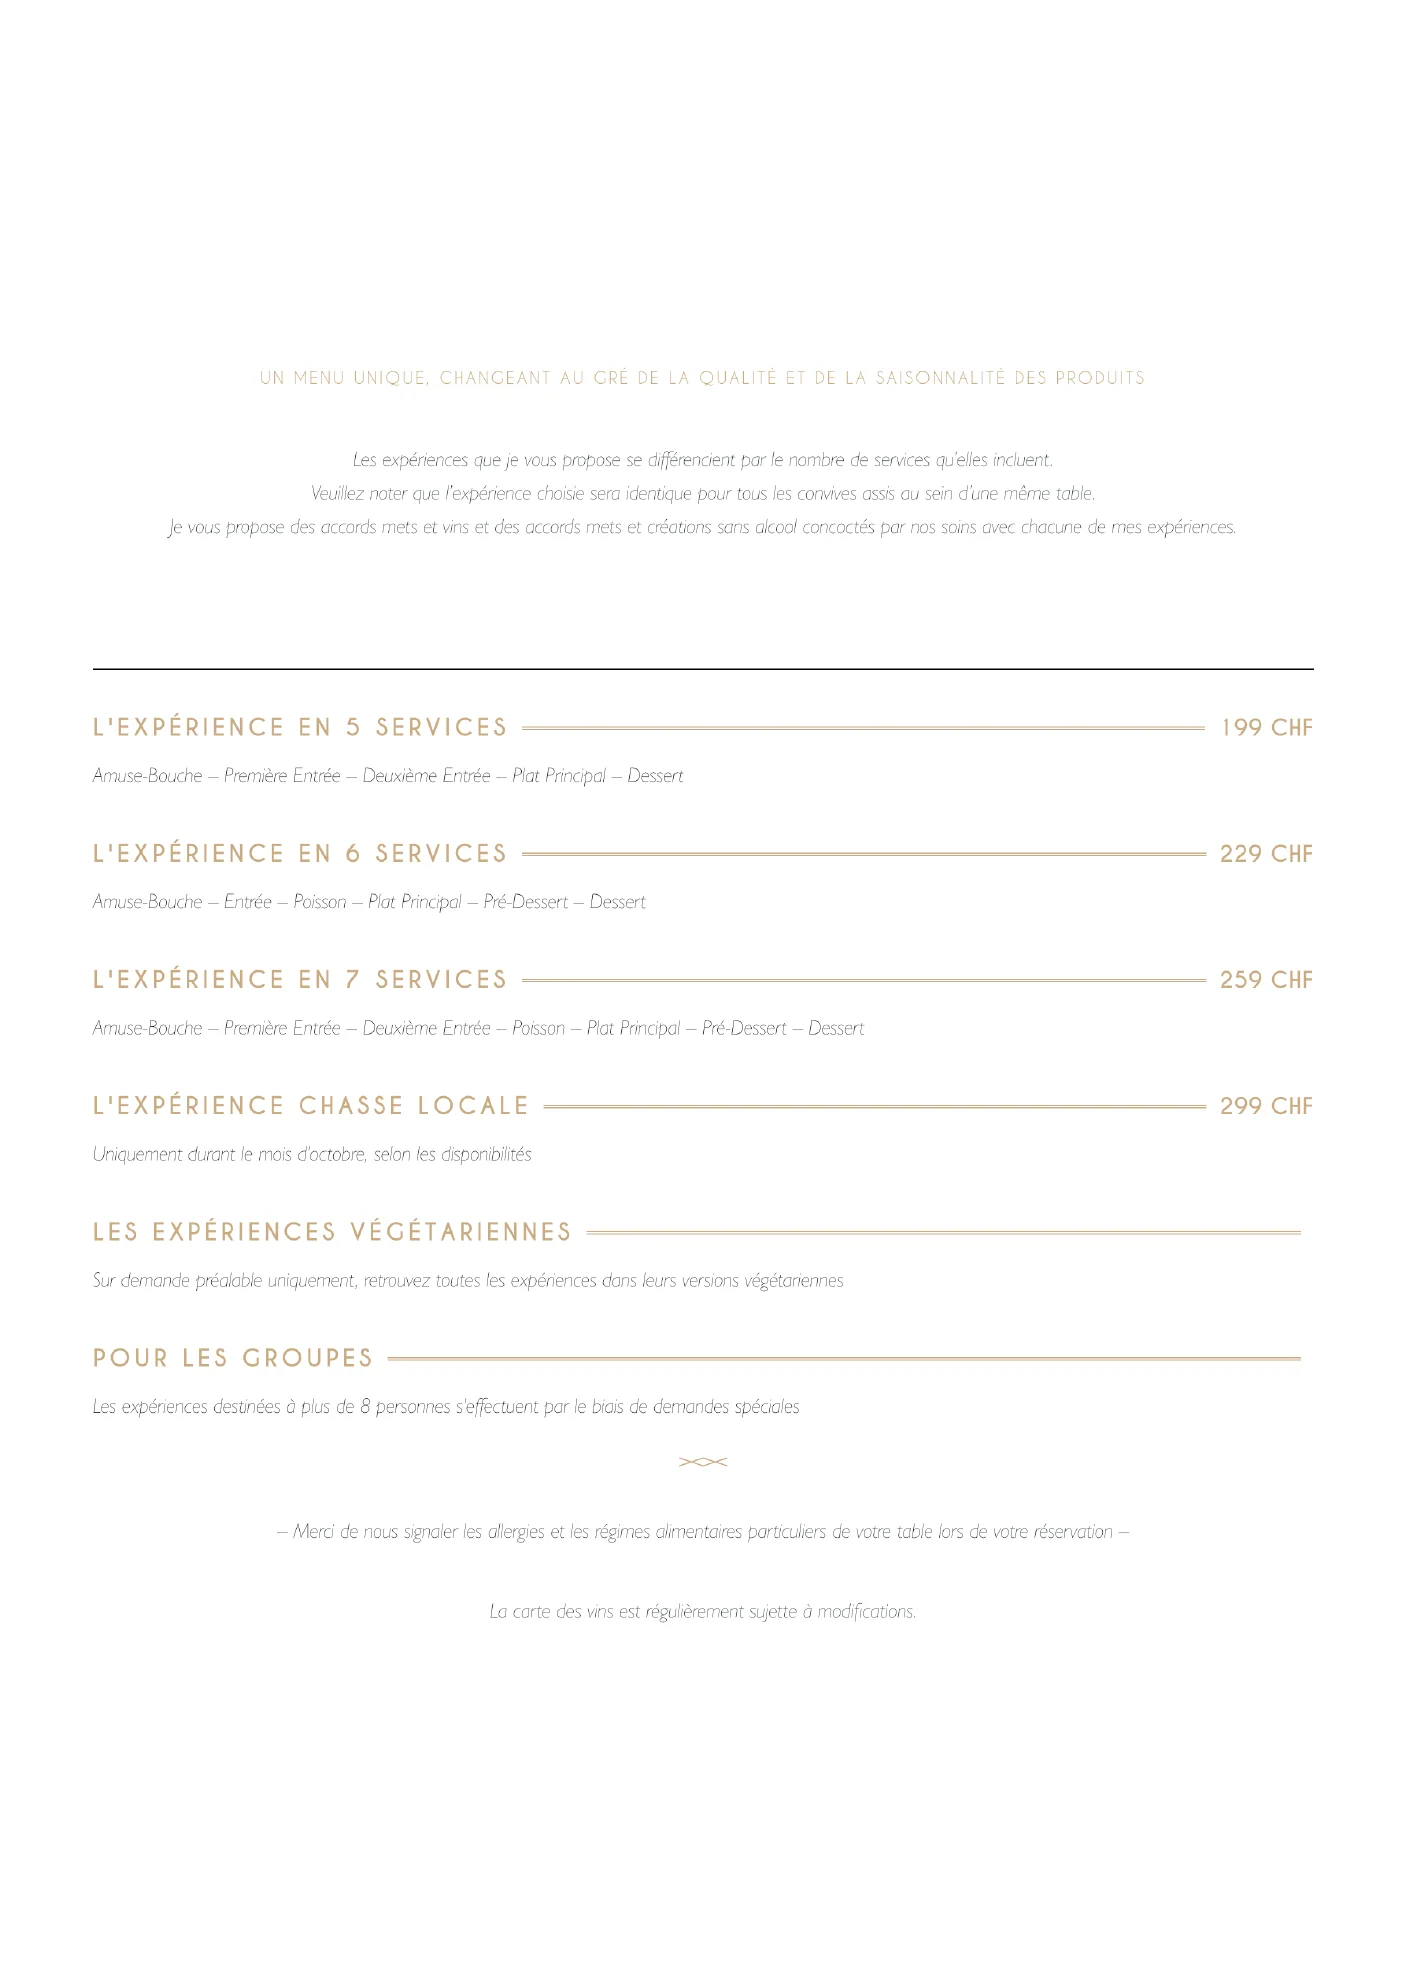 UN MENU UNIQUE, CHANGEANT AU GRÉ DE LA QUALITÉ ET DE LA SAISONNALITÉ DES PRODUITS
Les expériences que je vous propose se différencient par le nombre de services qu'elles incluent.
Veuillez noter que l'expérience choisie sera identique pour tous les convives assis au sein d'une même table.
Je vous propose des accords mets et vins et des accords mets et créations sans alcool concoctés par nos soins avec chacune de mes expériences.
L'EXPÉRIENCE EN 5 SERVICES 199 CHF
Amuse-Bouche – Première Entrée – Deuxième Entrée – Plat Principal – Dessert
L'EXPÉRIENCE EN 6 SERVICES 229 CHF
Amuse-Bouche – Entrée – Poisson – Plat Principal – Pré-Dessert – Dessert
L'EXPÉRIENCE EN 7 SERVICES 259 CHF
Amuse-Bouche – Première Entrée – Deuxième Entrée – Poisson – Plat Principal – Pré-Dessert – Dessert
L'EXPÉRIENCE CHASSE LOCALE 299 CHF
Uniquement durant le mois d'octobre, selon les disponibilités
LES EXPÉRIENCES VÉGÉTARIENNES
Sur demande préalable uniquement, retrouvez toutes les expériences dans leurs versions végétariennes
POUR LES GROUPES
Les expériences destinées à plus de 8 personnes s'effectuent par le biais de demandes spéciales
– Merci de nous signaler les allergies et les régimes alimentaires particuliers de votre table lors de votre réservation –
La carte des vins est régulièrement sujette à modifications.